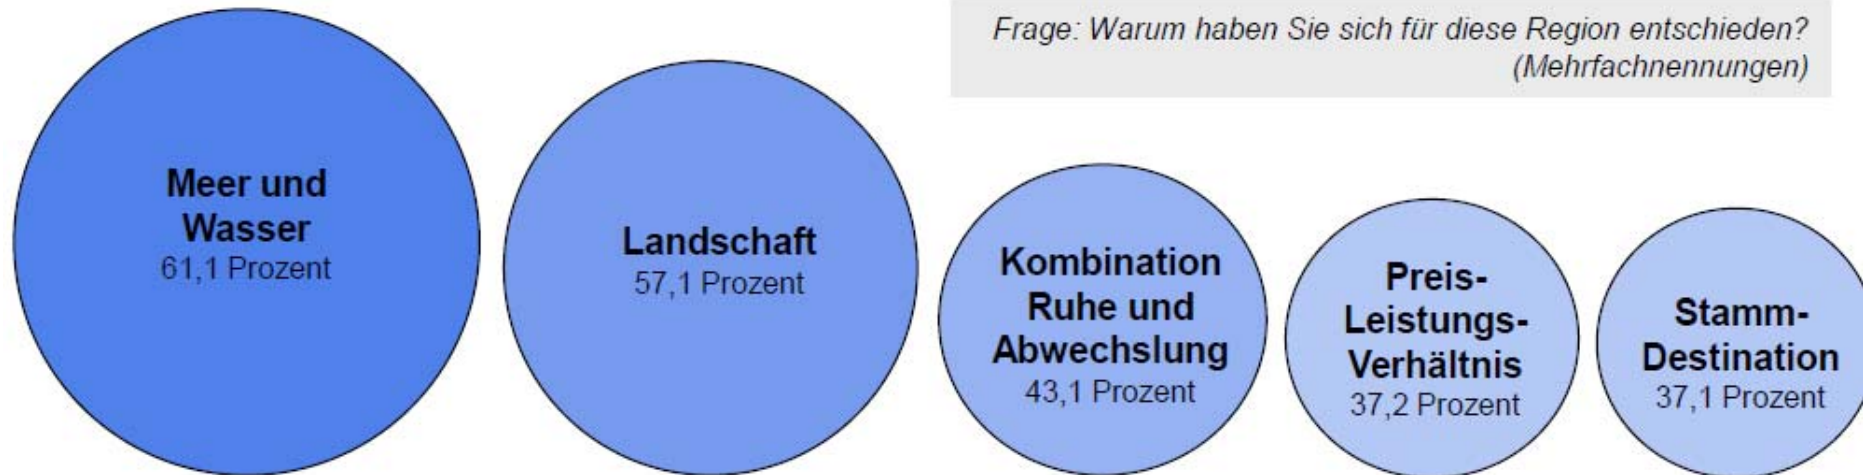 Frage: Warum haben Sie sich für diese Region entschieden?
(Mehrfachnennungen)
Meer und
Wasser
61,1 Prozent
Landschaft
57,1 Prozent
Kombination
Ruhe und
Abwechslung
43,1 Prozent
Preis-
Leistungs-
Verhältnis
37,2 Prozent
Stamm-
Destination
37,1 Prozent